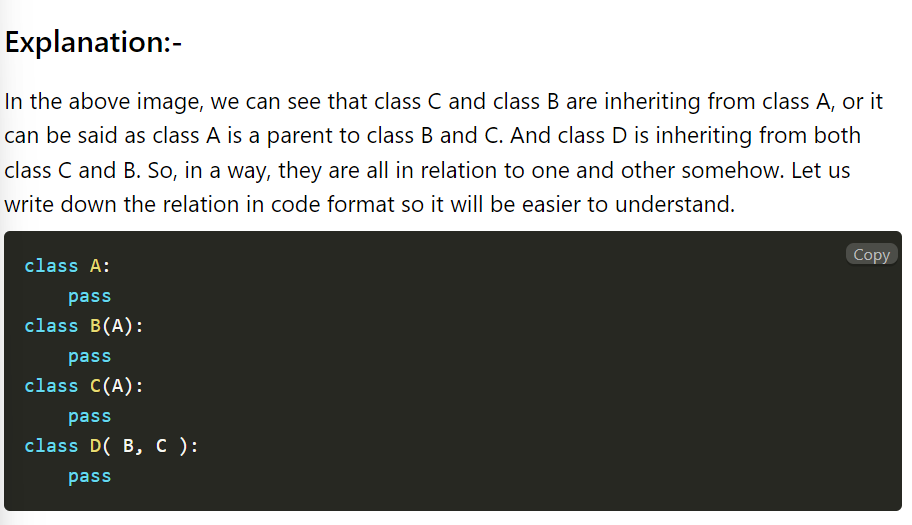 Explanation:-
In the above image, we can see that class C and class B are inheriting from class A, or it
can be said as class A is a parent to class B and C. And class D is inheriting from both
class C and B. So, in a way, they are all in relation to one and other somehow. Let us
write down the relation in code format so it will be easier to understand.
Copy
class A:
    pass
class B(A):
    pass
class C(A):
    pass
class D( B, C ):
    pass